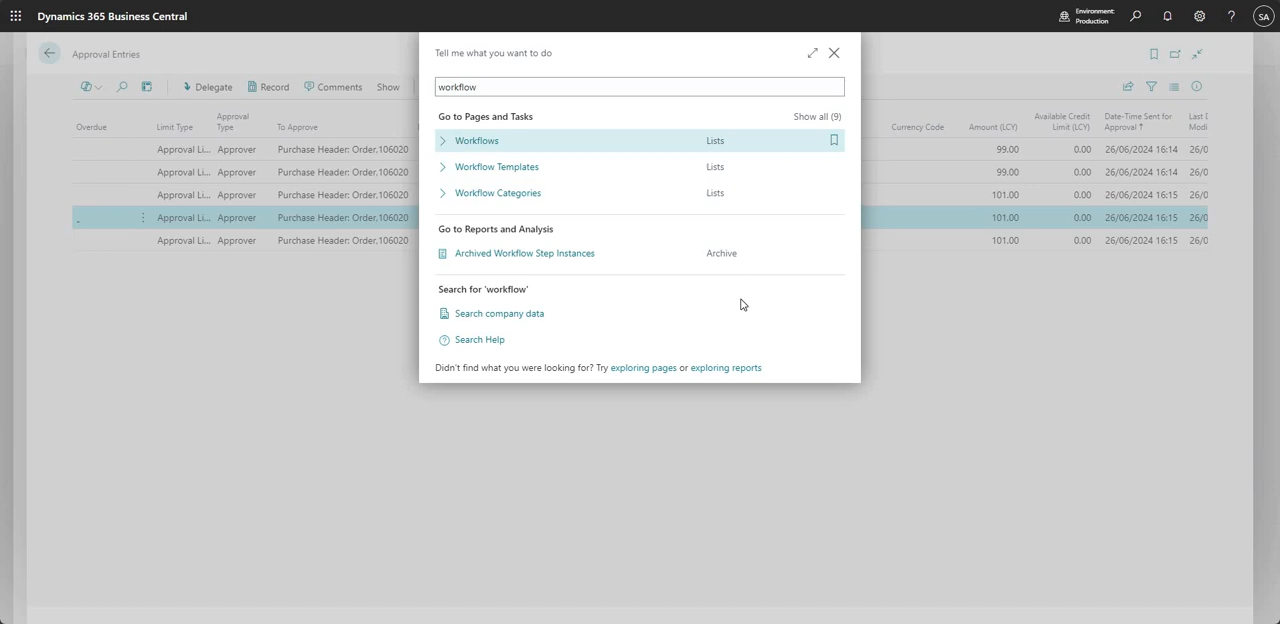 Dynamics 365 Business Central
Environment:
Production
?
SA
Approval Entries
Delegate
Record
Comments
Show
Overdue
Limit Type
Approval
Type
To Approve
Currency Code
Amount (LCY)
Available Credit
Limit (LCY)
Date-Time Sent for
Approval ↑
Approval Li... Approver Purchase Header: Order,106020 99.00 0.00 26/06/2024 16:14
Approval Li... Approver Purchase Header: Order,106020 99.00 0.00 26/06/2024 16:14
Approval Li... Approver Purchase Header: Order,106020 101.00 0.00 26/06/2024 16:15
Approval Li... Approver Purchase Header: Order,106020 101.00 0.00 26/06/2024 16:15
Approval Li... Approver Purchase Header: Order,106020 101.00 0.00 26/06/2024 16:15
Tell me what you want to do
workflow
Go to Pages and Tasks Show all (9)
Workflows Lists
Workflow Templates Lists
Workflow Categories Lists
Go to Reports and Analysis
Archived Workflow Step Instances Archive
Search for 'workflow'
Search company data
Search Help
Didn't find what you were looking for? Try exploring pages or exploring reports